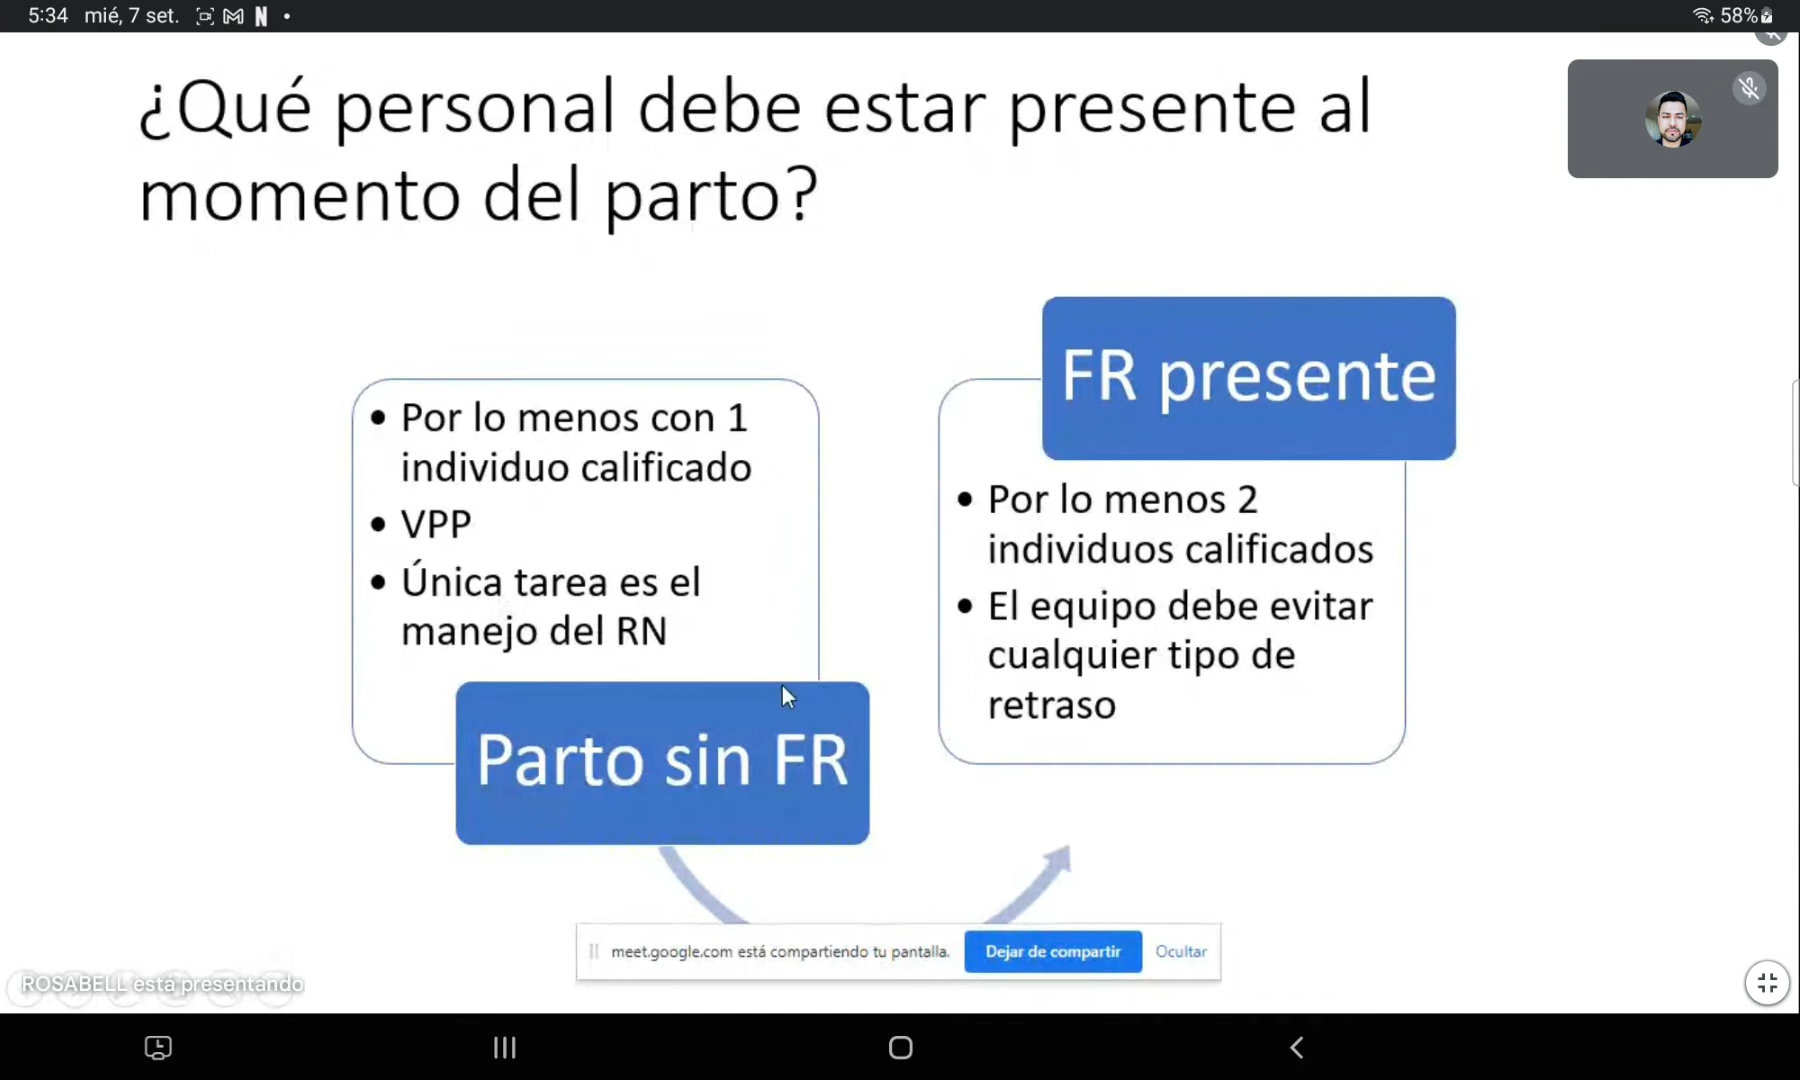 5:34 mié, 7 set. 58%
¿Qué personal debe estar presente al
momento del parto?
• Por lo menos con 1
individuo calificado
• VPP
• Única tarea es el
manejo del RN
Parto sin FR
FR presente
• Por lo menos 2
individuos calificados
• El equipo debe evitar
cualquier tipo de
retraso
meet.google.com está compartiendo tu pantalla. Dejar de compartir Ocultar
ROSABELL está presentando